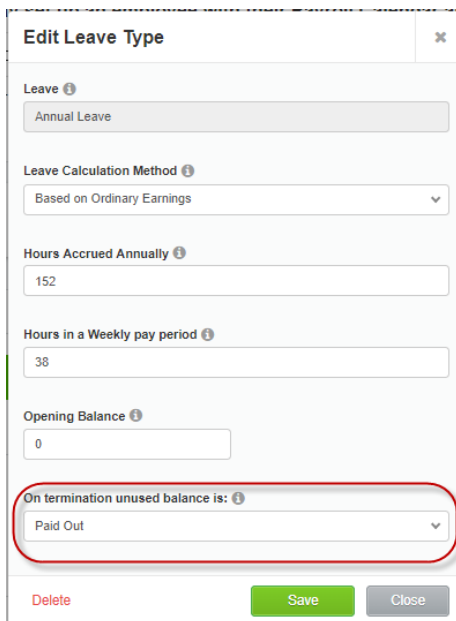 Edit Leave Type
Leave
Annual Leave
Leave Calculation Method
Based on Ordinary Earnings
Hours Accrued Annually
152
Hours in a Weekly pay period
38
Opening Balance
0
On termination unused balance is:
Paid Out
Delete Save Close